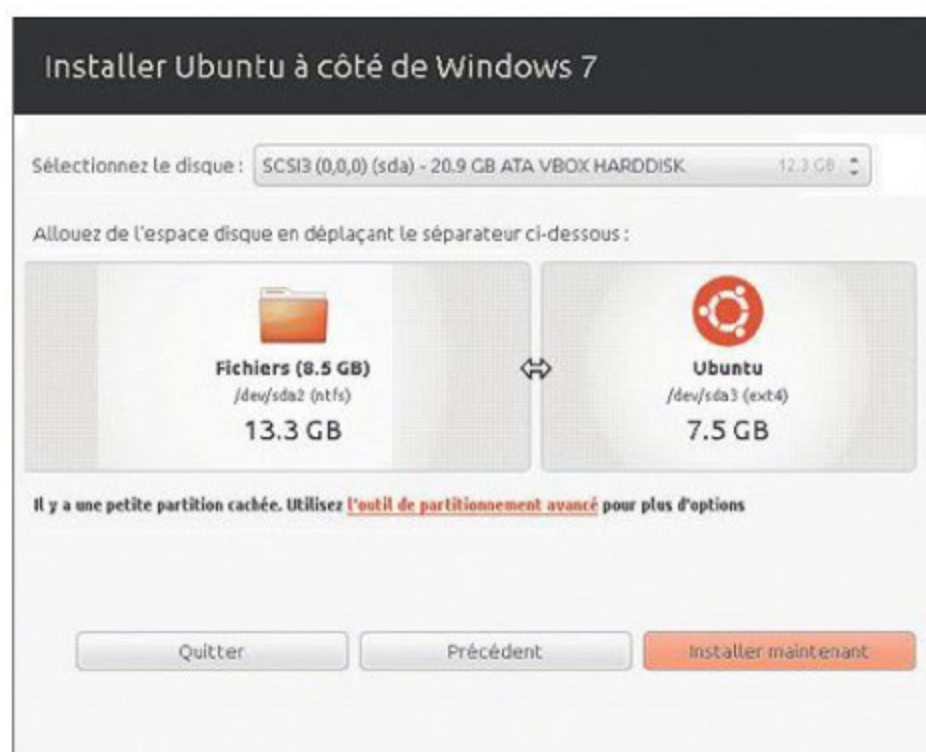 Installer Ubuntu à côté de Windows 7
Sélectionnez le disque : SCSI3 (0,0,0) (sda) - 20.9 GB ATA VBOX HARDDISK 12.3 GB
Allouez de l'espace disque en déplaçant le séparateur ci-dessous :
Fichiers (8.5 GB)
/dev/sda2 (ntfs)
13.3 GB
Ubuntu
/dev/sda3 (ext4)
7.5 GB
Il y a une petite partition cachée. Utilisez l'outil de partitionnement avancé pour plus d'options
Quitter Précédent Installer maintenant